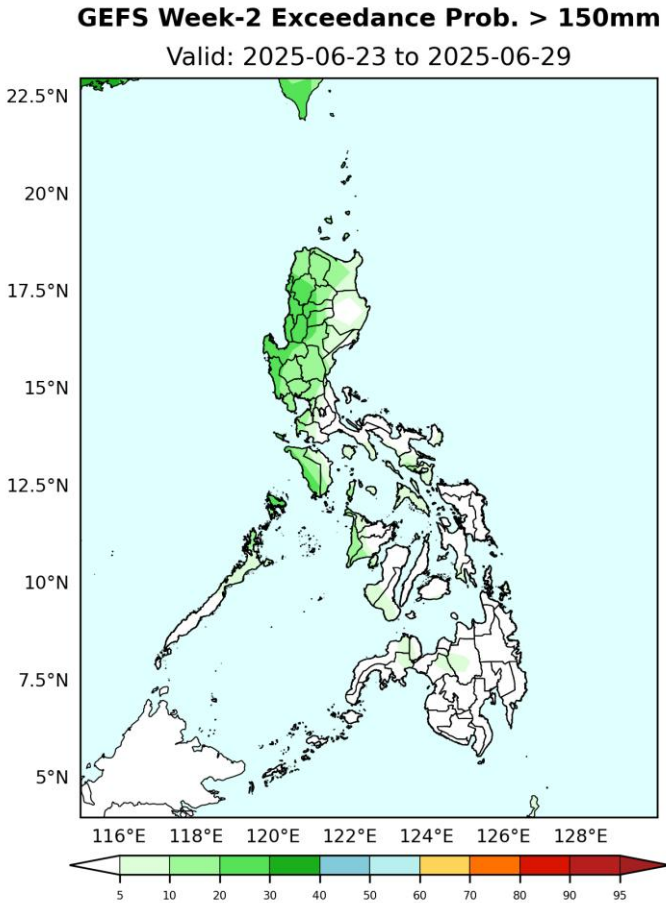 GEFS Week-2 Exceedance Prob. > 150mm
Valid: 2025-06-23 to 2025-06-29
22.5°N
20°N
17.5°N
15°N
12.5°N
10°N
7.5°N
5°N
116°E 118°E 120°E 122°E 124°E 126°E 128°E
5 10 20 30 40 50 60 70 80 90 95